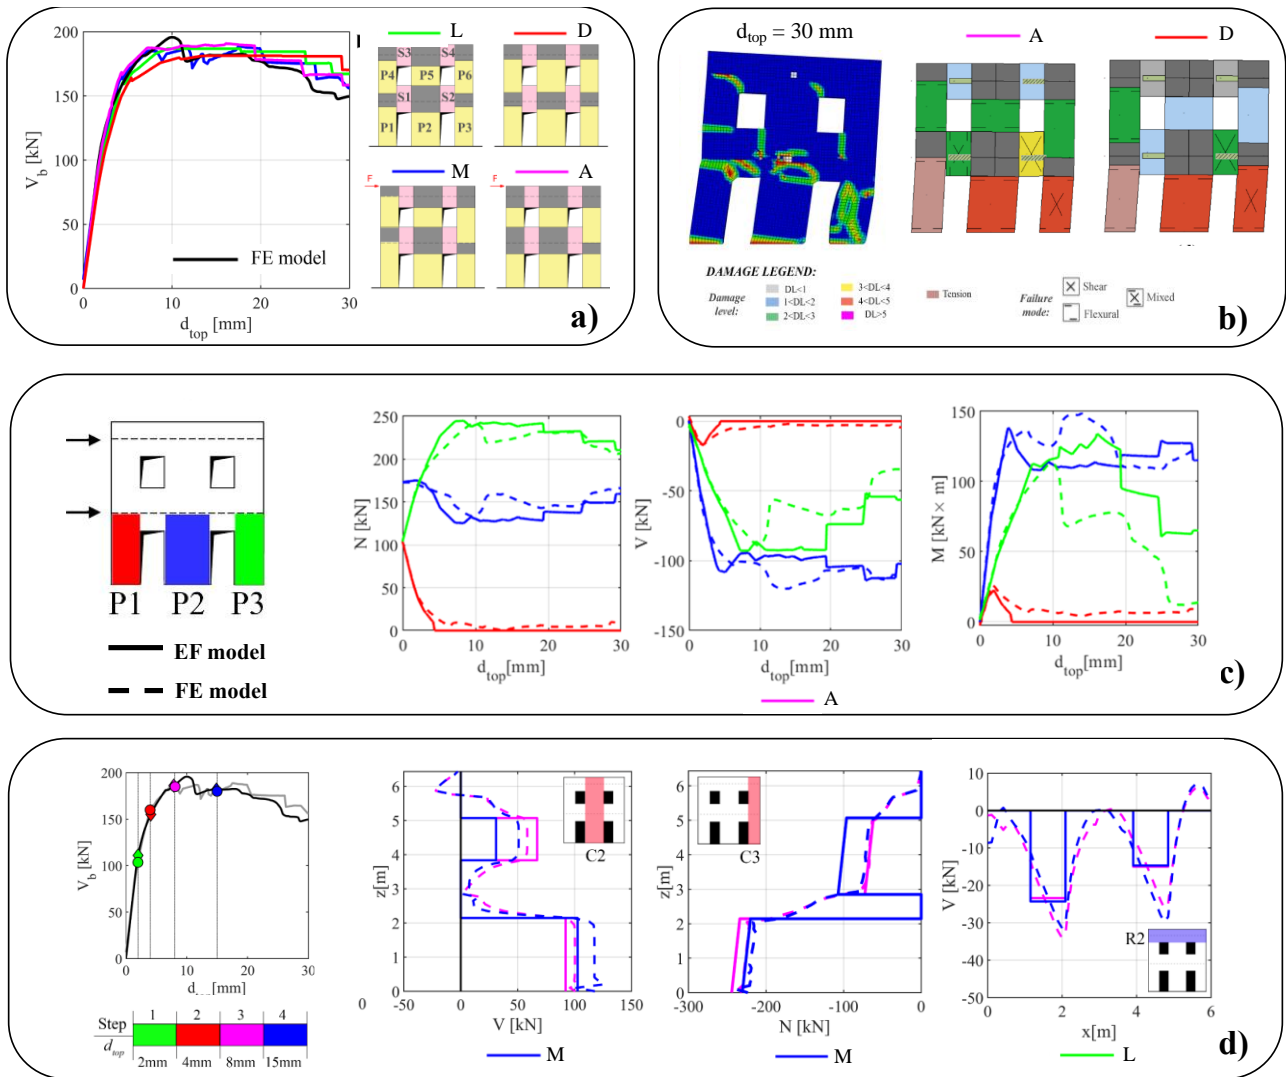 200
150
100
50
0
V_b [kN]
0
10
20
30
d_top [mm]
FE model
L
D
M
A
S3
S4
P4
P5
P6
S1
S2
P1
P2
P3
F
F
a)
d_top = 30 mm
A
D
DAMAGE LEGEND:
Damage level:
DL<1
1<DL<2
2<DL<3
3<DL<4
4<DL<5
DL>5
Tension
Failure mode:
Shear
Flexural
Mixed
b)
P1
P2
P3
EF model
FE model
250
200
150
100
50
0
N [kN]
0
10
20
30
d_top[mm]
0
-50
-100
-150
V [kN]
0
10
20
30
d_top[mm]
A
150
100
50
0
M [kN× m]
0
10
20
30
d_top[mm]
c)
200
150
100
50
0
V_b [kN]
0
10
20
30
[mm]
Step
1
2
3
4
d_top
2mm
4mm
8mm
15mm
6
5
4
3
2
1
0
z[m]
0
-50
0
50
100
150
V [kN]
C2
M
6
5
4
3
2
1
0
z[m]
-300
-200
-100
0
N [kN]
C3
M
10
0
-10
-20
-30
-40
-50
V [kN]
0
2
4
6
x[m]
R2
L
d)